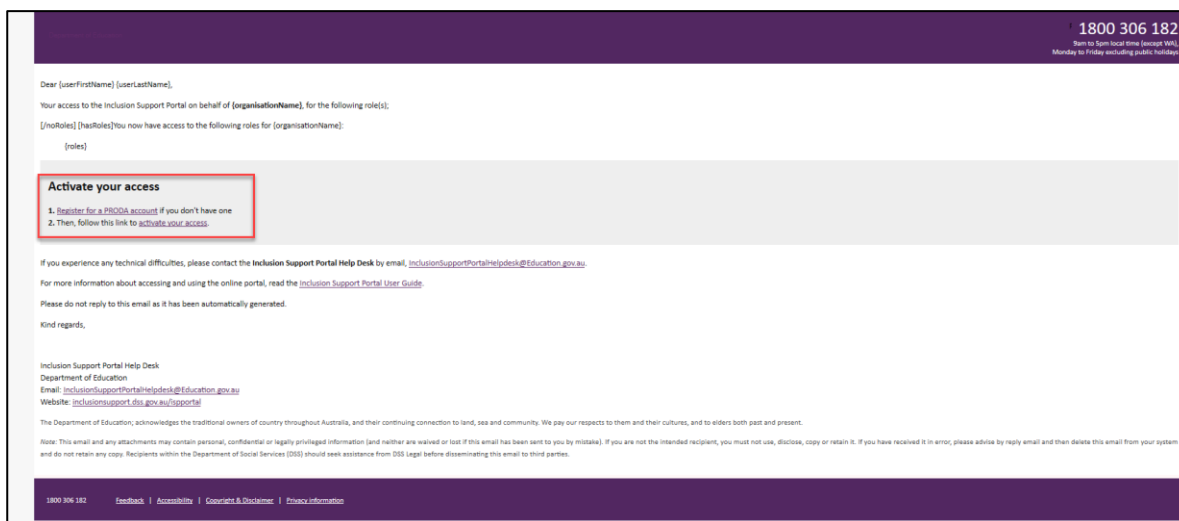 1800 306 182
9am to 5pm local time (except WA),
Monday to Friday excluding public holidays
Dear {userFirstName} {userLastName},
Your access to the Inclusion Support Portal on behalf of {organisationName}, for the following role(s);
[/noRoles] [hasRoles]You now have access to the following roles for {organisationName}:
{roles}
Activate your access
1. Register for a PRODA account if you don't have one
2. Then, follow this link to activate your access.
If you experience any technical difficulties, please contact the Inclusion Support Portal Help Desk by email, InclusionSupportPortalHelpdesk@Education.gov.au.
For more information about accessing and using the online portal, read the Inclusion Support Portal User Guide.
Please do not reply to this email as it has been automatically generated.
Kind regards,
Inclusion Support Portal Help Desk
Department of Education
Email: InclusionSupportPortalHelpdesk@Education.gov.au
Website: inclusionsupport.dss.gov.au/ispportal
The Department of Education; acknowledges the traditional owners of country throughout Australia, and their continuing connection to land, sea and community. We pay our respects to them and their cultures, and to elders both past and present.
Note: This email and any attachments may contain personal, confidential or legally privileged information (and neither are waived or lost if this email has been sent to you by mistake). If you are not the intended recipient, you must not use, disclose, copy or retain it. If you have received it in error, please advise by reply email and then delete this email from your system
and do not retain any copy. Recipients within the Department of Social Services (DSS) should seek assistance from DSS Legal before disseminating this email to third parties.
1800 306 182 Feedback | Accessibility | Copyright & Disclaimer | Privacy information